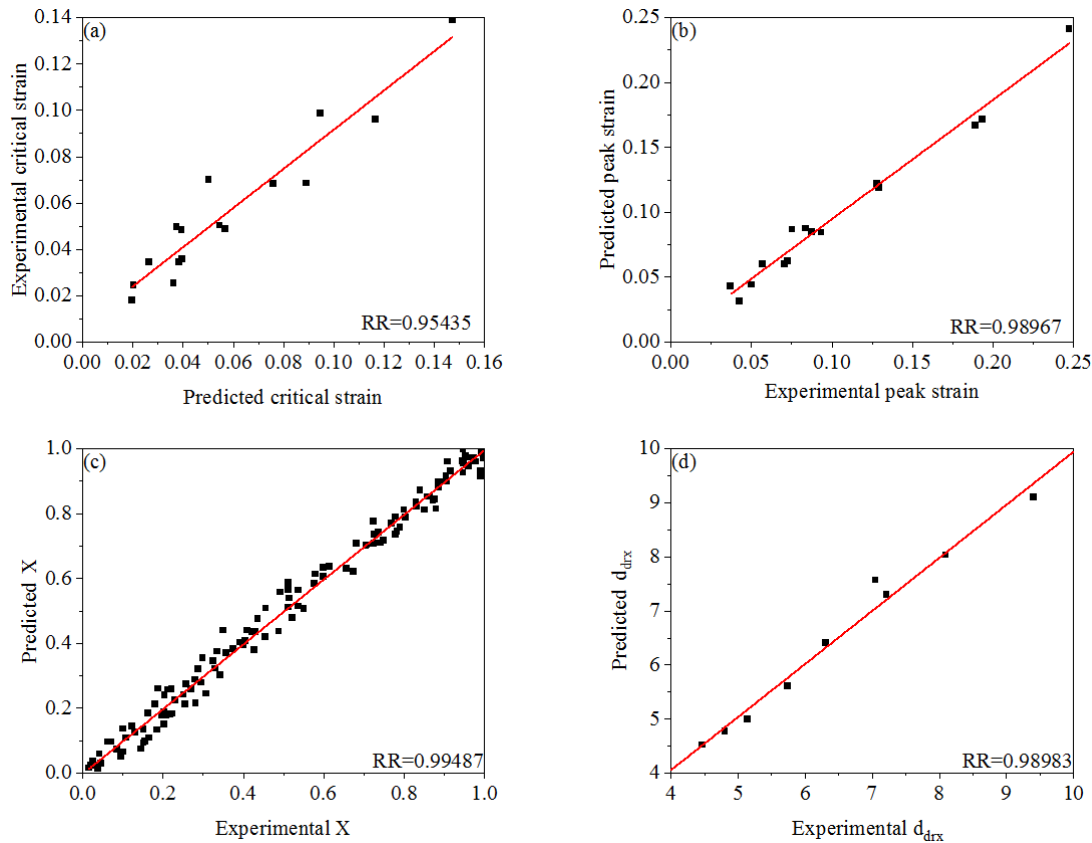 (a)
Experimental critical strain
0.14
0.12
0.10
0.08
0.06
0.04
0.02
0.00
RR=0.95435
0.00 0.02 0.04 0.06 0.08 0.10 0.12 0.14 0.16
Predicted critical strain
(b)
Predicted peak strain
0.25
0.20
0.15
0.10
0.05
0.00
RR=0.98967
0.00 0.05 0.10 0.15 0.20 0.25
Experimental peak strain
(c)
Predicted X
1.0
0.8
0.6
0.4
0.2
0.0
RR=0.99487
0.0 0.2 0.4 0.6 0.8 1.0
Experimental X
(d)
Predicted d_drx
10
9
8
7
6
5
4
RR=0.98983
4 5 6 7 8 9 10
Experimental d_drx